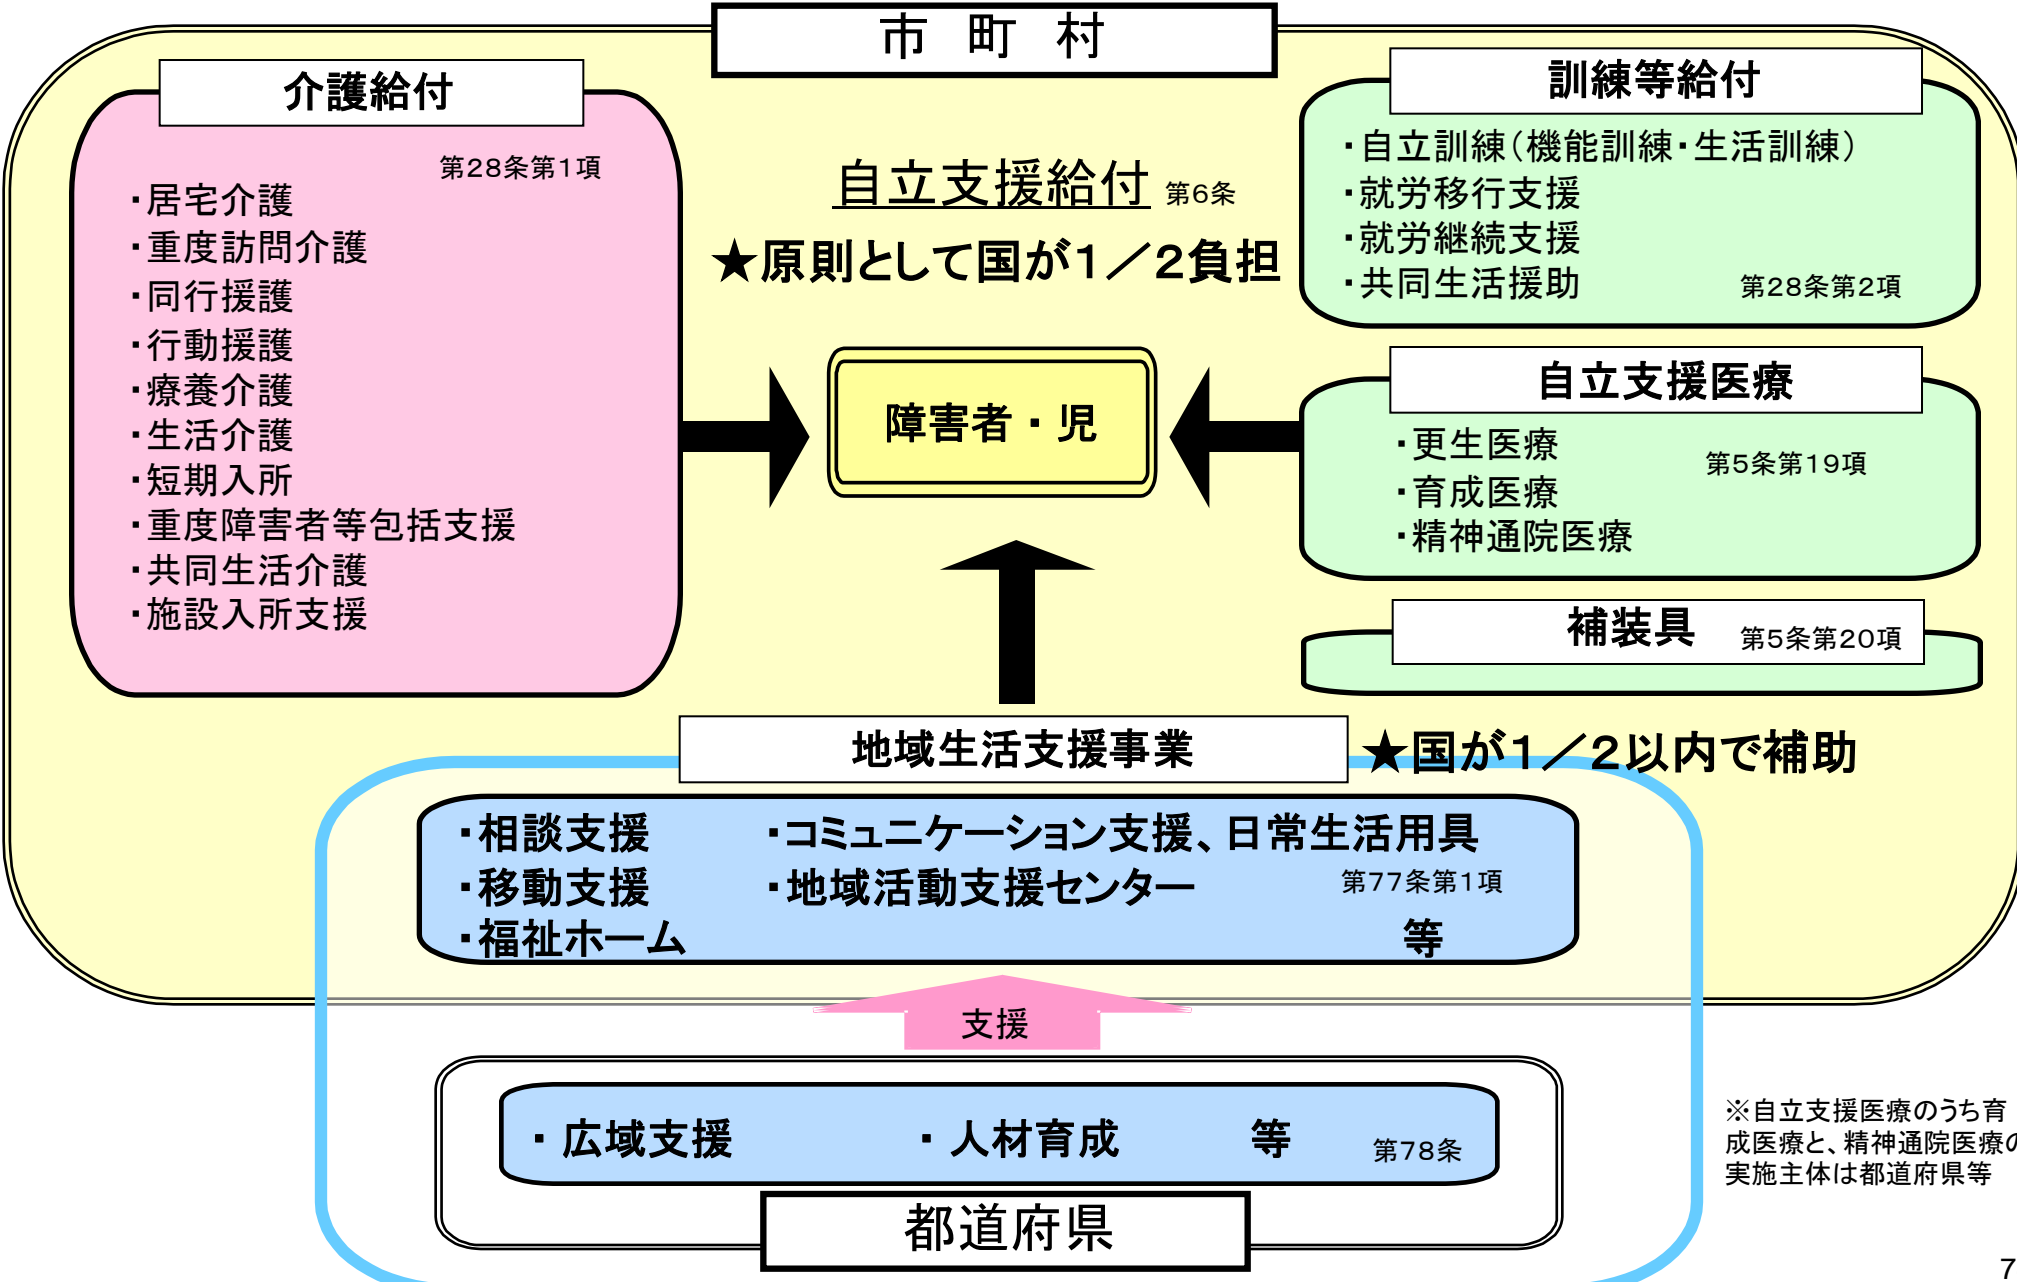 市 町 村
介護給付
第28条第1項
・居宅介護
・重度訪問介護
・同行援護
・行動援護
・療養介護
・生活介護
・短期入所
・重度障害者等包括支援
・共同生活介護
・施設入所支援
自立支援給付 第6条
★原則として国が1／2負担
障害者・児
訓練等給付
・自立訓練（機能訓練・生活訓練）
・就労移行支援
・就労継続支援
・共同生活援助 第28条第2項
自立支援医療
・更生医療
第5条第19項
・育成医療
・精神通院医療
補装具 第5条第20項
地域生活支援事業
★国が1／2以内で補助
・相談支援 ・コミュニケーション支援、日常生活用具
・移動支援 ・地域活動支援センター 第77条第1項
・福祉ホーム 等
支援
・広域支援 ・人材育成 等 第78条
都道府県
※自立支援医療のうち育
成医療と、精神通院医療の
実施主体は都道府県等
7